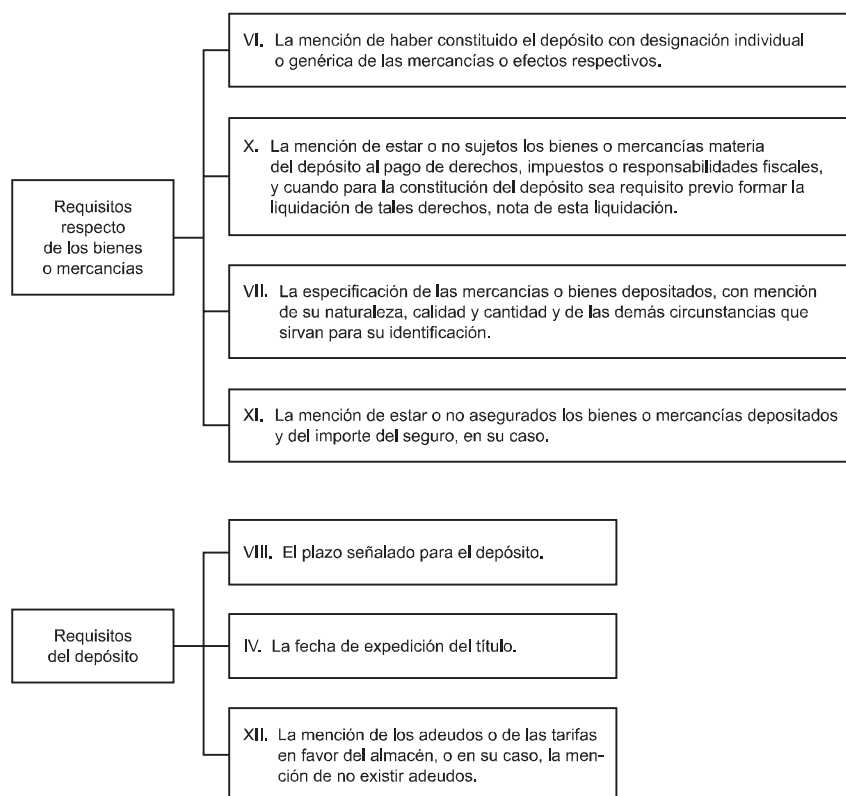 VI. La mención de haber constituido el depósito con designación individual
o genérica de las mercancías o efectos respectivos.
X. La mención de estar o no sujetos los bienes o mercancías materia
del depósito al pago de derechos, impuestos o responsabilidades fiscales,
y cuando para la constitución del depósito sea requisito previo formar la
liquidación de tales derechos, nota de esta liquidación.
Requisitos
respecto
de los bienes
o mercancías
VII. La especificación de las mercancías o bienes depositados, con mención
de su naturaleza, calidad y cantidad y de las demás circunstancias que
sirvan para su identificación.
XI. La mención de estar o no asegurados los bienes o mercancías depositados
y del importe del seguro, en su caso.
VIII. El plazo señalado para el depósito.
Requisitos
del depósito
IV. La fecha de expedición del título.
XII. La mención de los adeudos o de las tarifas
en favor del almacén, o en su caso, la men-
ción de no existir adeudos.